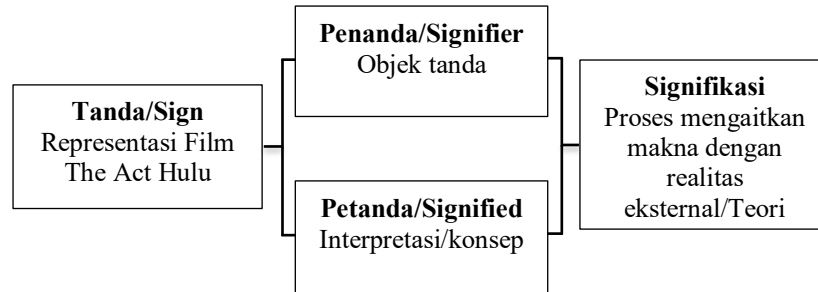 Tanda/Sign
Representasi Film
The Act Hulu
Penanda/Signifier
Objek tanda
Petanda/Signified
Interpretasi/konsep
Signifikasi
Proses mengaitkan
makna dengan
realitas
eksternal/Teori